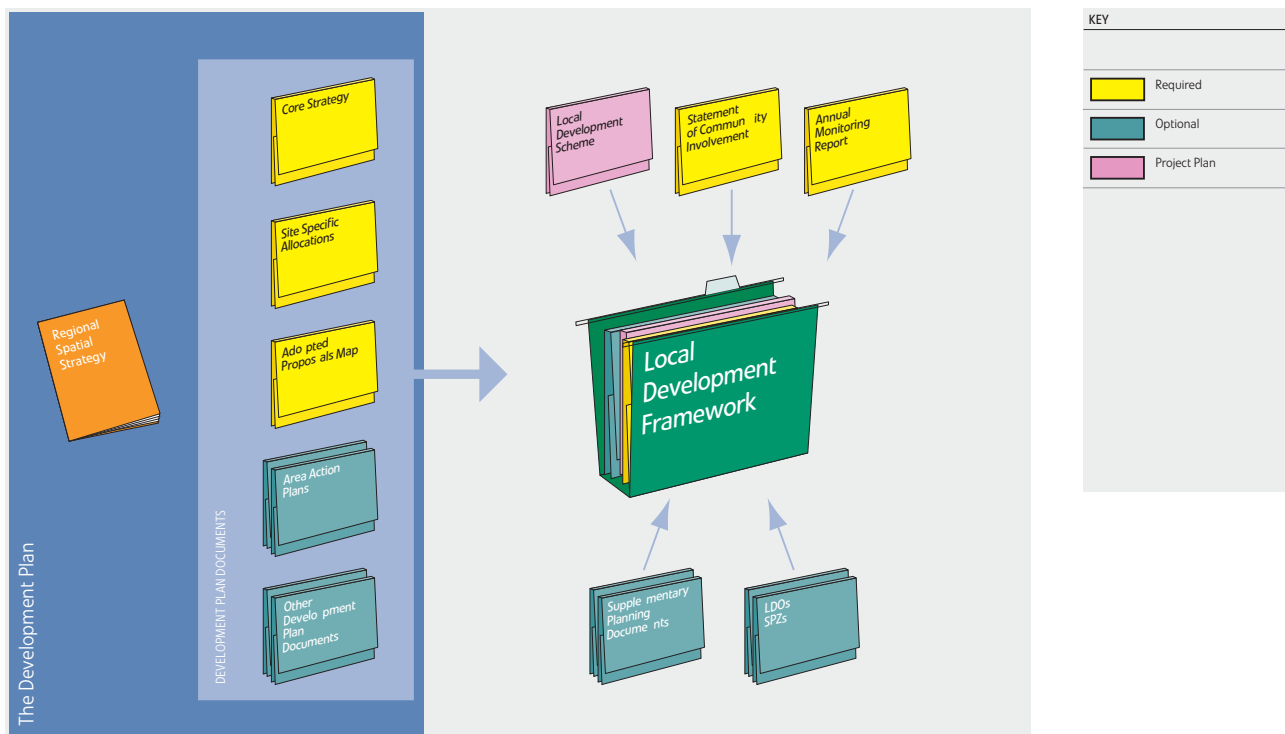 The Development Plan
Regional
Spatial
Strategy
DEVELOPMENT PLAN DOCUMENTS
Core Strategy
Site Specific
Allocations
Ado pted
Propos als Map
Area Action
Plans
Other
Develo pment
Plan
Documents
Local
Development
Scheme
Statement
of Commun ity
Involvement
Annual
Monitoring
Report
Local
Development
Framework
Supple mentary
Planning
Docume nts
LDOs
SPZs
KEY
Required
Optional
Project Plan